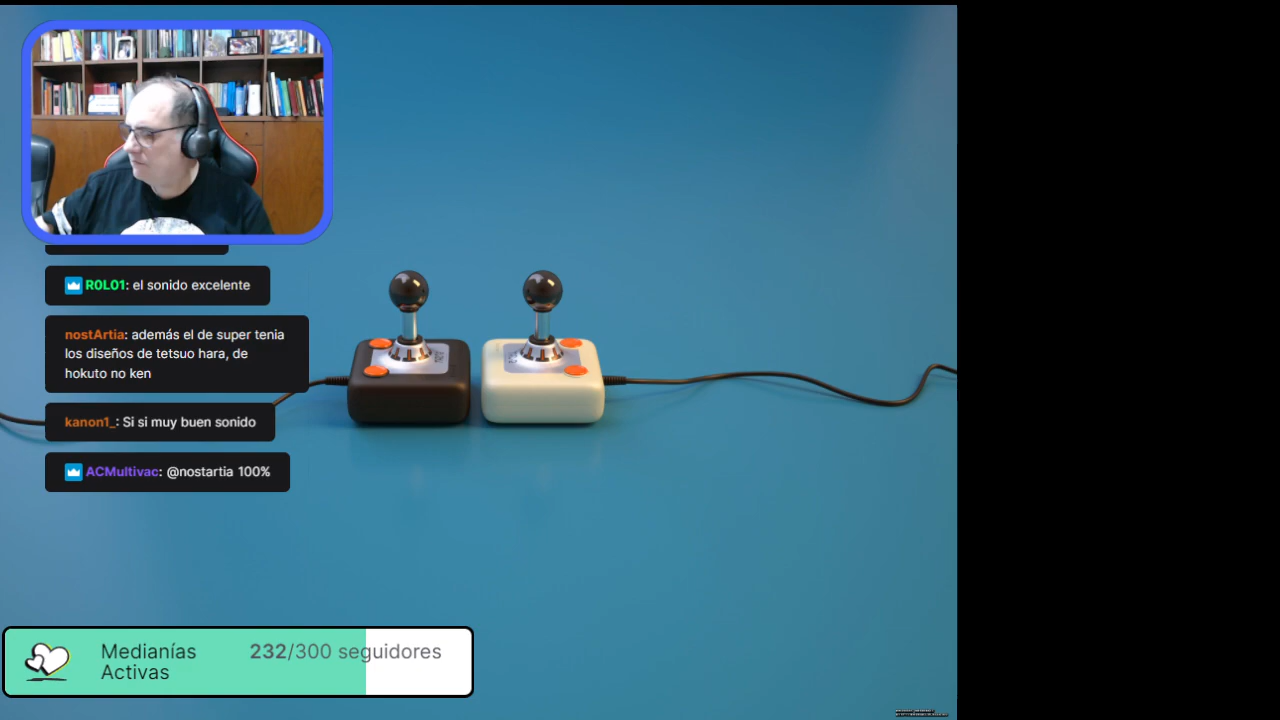 R0L01: el sonido excelente
nostArtia: además el de super tenia
los diseños de tetsuo hara, de
hokuto no ken
kanon1_: Si si muy buen sonido
ACMultivac: @nostartia 100%
Medianías
Activas
232/300 seguidores